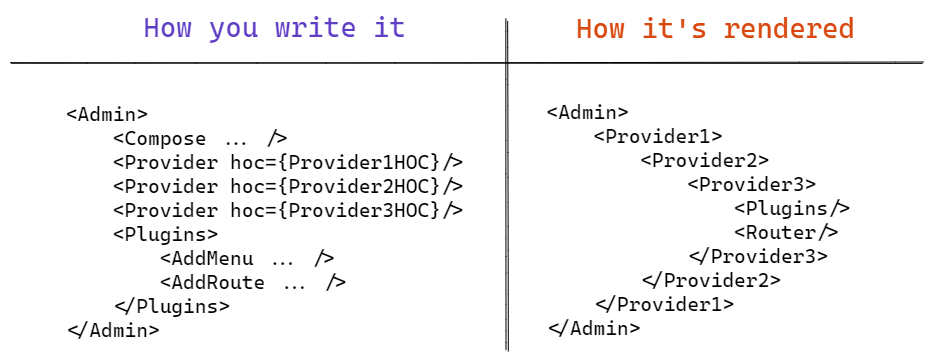 How you write it
<Admin>
    <Compose ... />
    <Provider hoc={Provider1HOC}/>
    <Provider hoc={Provider2HOC}/>
    <Provider hoc={Provider3HOC}/>
    <Plugins>
        <AddMenu ... />
        <AddRoute ... />
    </Plugins>
</Admin>
How it's rendered
<Admin>
    <Provider1>
        <Provider2>
            <Provider3>
                <Plugins/>
                <Router/>
            </Provider3>
        </Provider2>
    </Provider1>
</Admin>